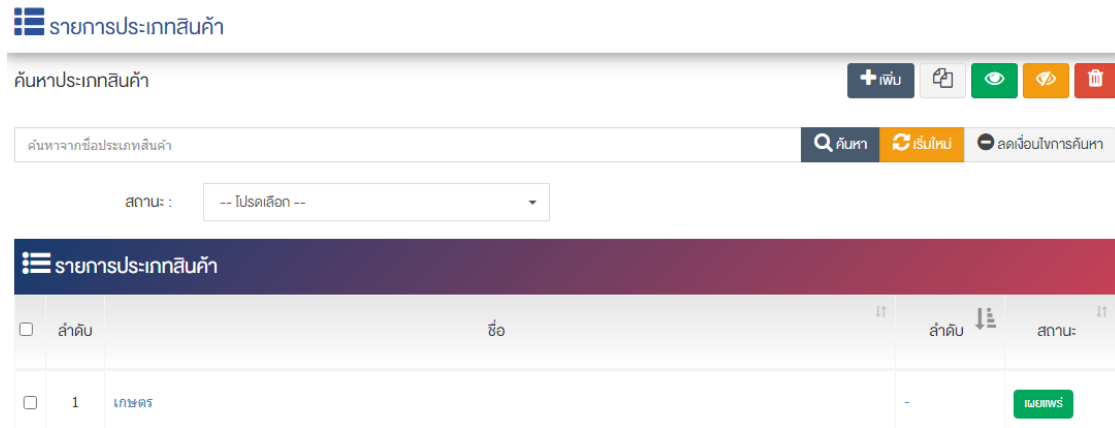 รายการประเภทสินค้า
ค้นหาประเภทสินค้า
เพิ่ม
ค้นหาจากชื่อประเภทสินค้า
ค้นหา
เริ่มใหม่
ลดเงื่อนไขการค้นหา
สถานะ :
-- โปรดเลือก --
รายการประเภทสินค้า
ลำดับ ชื่อ ลำดับ สถานะ
1 เกษตร - เผยแพร่